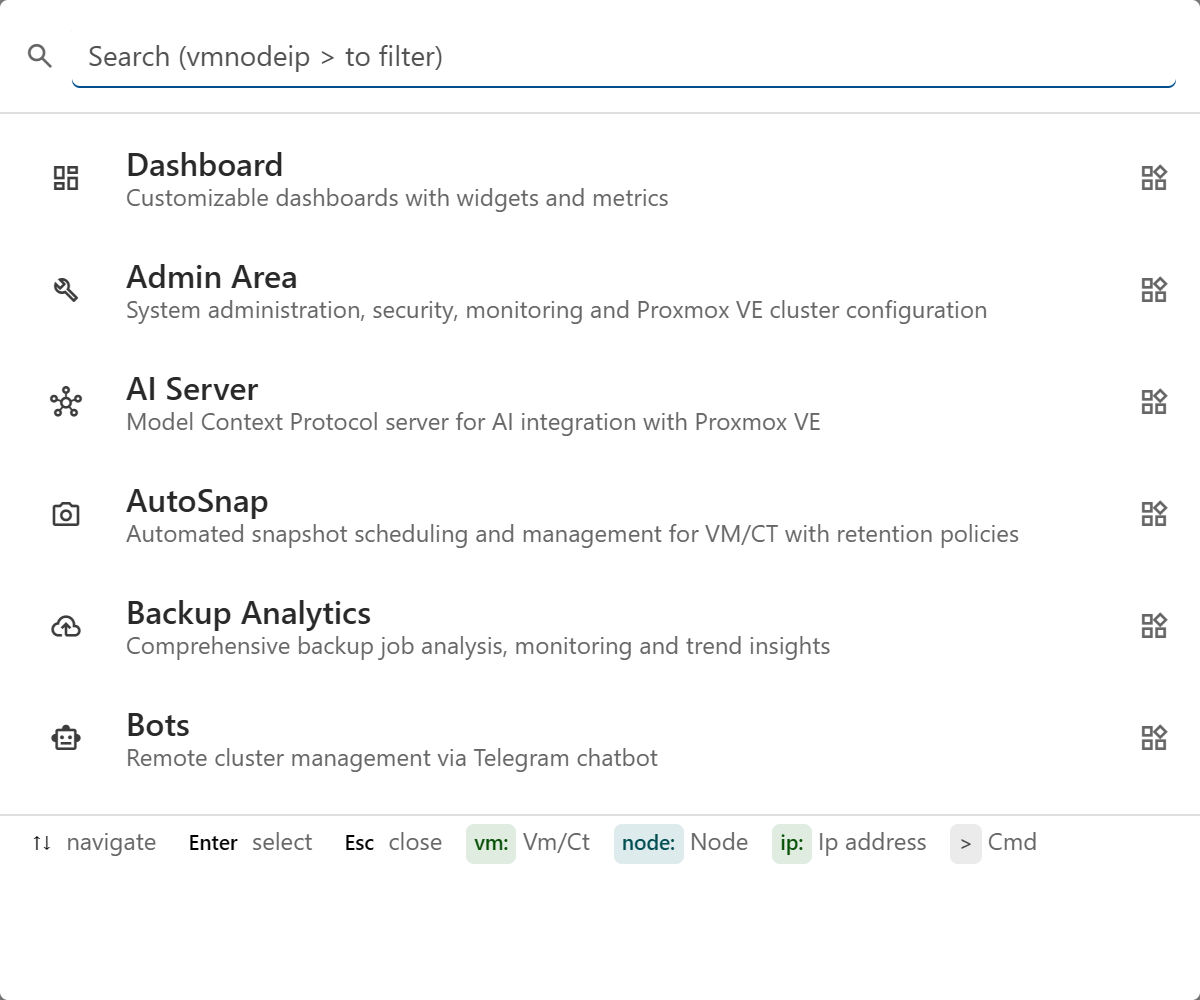 Search (vmnodeip > to filter)
Dashboard
Customizable dashboards with widgets and metrics
Admin Area
System administration, security, monitoring and Proxmox VE cluster configuration
AI Server
Model Context Protocol server for AI integration with Proxmox VE
AutoSnap
Automated snapshot scheduling and management for VM/CT with retention policies
Backup Analytics
Comprehensive backup job analysis, monitoring and trend insights
Bots
Remote cluster management via Telegram chatbot
↑↓ navigate Enter select Esc close vm: Vm/Ct node: Node ip: Ip address > Cmd